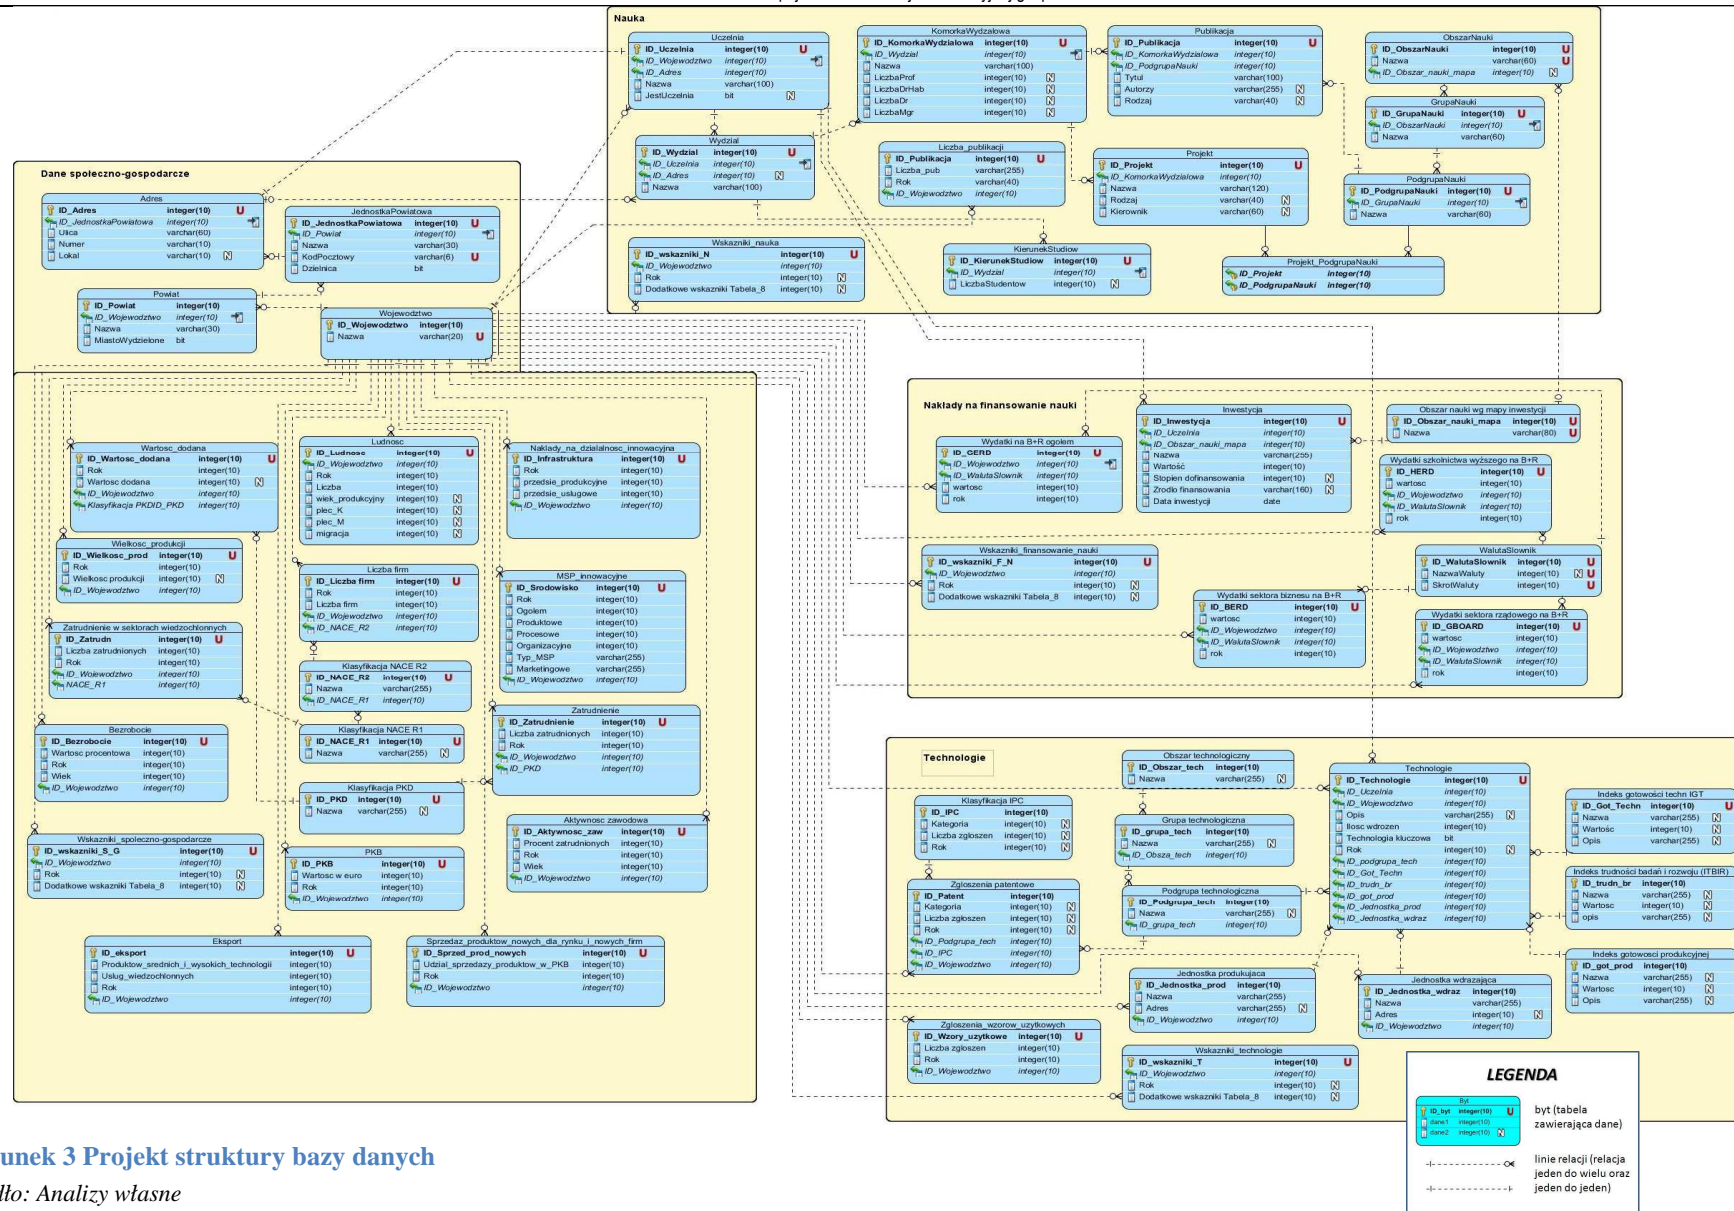 Nauka
Uczelnia
ID_Uczelnia integer(10) U
ID_Wojewodztwo integer(10)
ID_Adres integer(10)
Nazwa varchar(100)
JestUczelnia bit N
KomorkaWydzialowa
ID_KomorkaWydzialowa integer(10) U
ID_Wydzial integer(10)
Nazwa varchar(100)
LiczbaProf integer(10) N
LiczbaDrHab integer(10) N
LiczbaDr integer(10) N
LiczbaMgr integer(10) N
Publikacja
ID_Publikacja integer(10) U
ID_KomorkaWydzialowa integer(10)
ID_PodgrupaNauki integer(10)
Tytul varchar(100)
Autorzy varchar(255) N
Rodzaj varchar(40) N
ObszarNauki
ID_ObszarNauki integer(10) U
Nazwa varchar(60) U
ID_Obszar_nauki_mapa integer(10) N
GrupaNauki
ID_GrupaNauki integer(10) U
ID_ObszarNauki integer(10)
Nazwa varchar(60)
Wydzial
ID_Wydzial integer(10) U
ID_Uczelnia integer(10)
ID_Adres integer(10) N
Nazwa varchar(100)
Liczba_publikacji
ID_Publikacja integer(10) U
Liczba_pub varchar(255)
Rok varchar(40)
ID_Wojewodztwo integer(10)
Projekt
ID_Projekt integer(10) U
ID_KomorkaWydzialowa integer(10)
Nazwa varchar(120)
Rodzaj varchar(40) N
Kierownik varchar(60) N
PodgrupaNauki
ID_PodgrupaNauki integer(10) U
ID_GrupaNauki integer(10)
Nazwa varchar(60)
Wskazniki_nauka
ID_wskazniki_N integer(10) U
ID_Wojewodztwo integer(10)
Rok integer(10) N
Dodatkowe wskazniki Tabela_8 integer(10) N
KierunekStudiow
ID_KierunekStudiow integer(10) U
ID_Wydzial integer(10)
LiczbaStudentow integer(10) N
Projekt_PodgrupaNauki
ID_Projekt integer(10)
ID_PodgrupaNauki integer(10)
Dane społeczno-gospodarcze
Adres
ID_Adres integer(10) U
ID_JednostkaPowiatowa integer(10)
Ulica varchar(60)
Numer varchar(10)
Lokal varchar(10) N
JednostkaPowiatowa
ID_JednostkaPowiatowa integer(10) U
ID_Powiat integer(10)
Nazwa varchar(30)
KodPocztowy varchar(6) U
Dzielnica bit
Powiat
ID_Powiat integer(10)
ID_Wojewodztwo integer(10)
Nazwa varchar(30)
MiastoWydzielone bit
Wojewodztwo
ID_Wojewodztwo integer(10)
Nazwa varchar(20) U
Wartosc_dodana
ID_Wartosc_dodana integer(10) U
Rok integer(10)
Wartosc dodana integer(10) N
ID_Wojewodztwo integer(10)
Klasyfikacja PKDID_PKD integer(10)
Ludnosc
ID_Ludnosc integer(10) U
ID_Wojewodztwo integer(10)
Rok integer(10)
Liczba integer(10)
wiek_produkcyjny integer(10) N
plec_K integer(10) N
plec_M integer(10) N
migracja integer(10) N
Naklady_na_dzialalnosc_innowacyjna
ID_Infrastruktura integer(10) U
Rok integer(10)
przedsie_produkcyjne integer(10)
przedsie_uslugowe integer(10)
ID_Wojewodztwo integer(10)
Wielkosc_produkcji
ID_Wielkosc_prod integer(10) U
Rok integer(10)
Wielkosc produkcji integer(10) N
ID_Wojewodztwo integer(10)
Liczba firm
ID_Liczba firm integer(10) U
Rok integer(10)
Liczba firm integer(10)
ID_Wojewodztwo integer(10)
ID_NACE_R2 integer(10)
MSP_innowacyjne
ID_Srodowisko integer(10) U
Rok integer(10)
Ogolem integer(10)
Produktowe integer(10)
Procesowe integer(10)
Organizacyjne integer(10)
Typ_MSP varchar(255)
Marketingowe varchar(255)
ID_Wojewodztwo integer(10)
Zatrudnienie w sektorach wiedzochlonnych
ID_Zatrudn integer(10) U
Liczba zatrudnionych integer(10)
Rok integer(10)
ID_Wojewodztwo integer(10)
NACE_R1 integer(10)
Klasyfikacja NACE R2
ID_NACE_R2 integer(10) U
Nazwa varchar(255)
ID_NACE_R1 integer(10)
Klasyfikacja NACE R1
ID_NACE_R1 integer(10) U
Nazwa varchar(255) N
Zatrudnienie
ID_Zatrudnienie integer(10) U
Liczba zatrudnionych integer(10)
Rok integer(10)
ID_Wojewodztwo integer(10)
ID_PKD integer(10)
Bezrobocie
ID_Bezrobocie integer(10) U
Wartosc procentowa integer(10)
Rok integer(10)
Wiek integer(10)
ID_Wojewodztwo integer(10)
Klasyfikacja PKD
ID_PKD integer(10) U
Nazwa varchar(255) N
Wskazniki_spoleczno-gospodarcze
ID_wskazniki_S_G integer(10) U
ID_Wojewodztwo integer(10)
Rok integer(10) N
Dodatkowe wskazniki Tabela_8 integer(10) N
PKB
ID_PKB integer(10) U
Wartosc w euro integer(10)
Rok integer(10)
ID_Wojewodztwo integer(10)
Aktywnosc zawodowa
ID_Aktywnosc_zaw integer(10) U
Procent zatrudnionych integer(10)
Rok integer(10)
Wiek integer(10)
ID_Wojewodztwo integer(10)
Eksport
ID_eksport integer(10) U
Produktow_srednich_i_wysokich_technologii integer(10)
Uslug_wiedzochlonnych integer(10)
Rok integer(10)
ID_Wojewodztwo integer(10)
Sprzedaz_produktow_nowych_dla_rynku_i_nowych_firm
ID_Sprzed_prod_nowych integer(10) U
Udzial_sprzedazy_produktow_w_PKB integer(10)
Rok integer(10)
ID_Wojewodztwo integer(10)
Nakłady na finansowanie nauki
Wydatki na B+R ogolem
ID_GERD integer(10) U
ID_Wojewodztwo integer(10)
ID_WalutaSlownik integer(10)
wartosc integer(10)
rok integer(10)
Inwestycja
ID_Inwestycja integer(10) U
ID_Uczelnia integer(10)
ID_Obszar_nauki_mapa integer(10)
Nazwa varchar(255)
Wartość integer(10)
Stopien dofinansowania integer(10) N
Zrodlo finansowania varchar(160) N
Data inwestycji date
Obszar nauki wg mapy inwestycji
ID_Obszar_nauki_mapa integer(10) U
Nazwa varchar(80) U
Wydatki szkolnictwa wyższego na B+R
ID_HERD integer(10) U
wartosc integer(10)
ID_Wojewodztwo integer(10)
ID_WalutaSlownik integer(10)
rok integer(10)
Wskazniki_finansowanie_nauki
ID_wskazniki_F_N integer(10) U
ID_Wojewodztwo integer(10)
Rok integer(10) N
Dodatkowe wskazniki Tabela_8 integer(10) N
WalutaSlownik
ID_WalutaSlownik integer(10) U
NazwaWaluty integer(10) N U
SkrotWaluty integer(10) U
Wydatki sektora biznesu na B+R
ID_BERD integer(10) U
wartosc integer(10)
ID_Wojewodztwo integer(10)
ID_WalutaSlownik integer(10)
rok integer(10)
Wydatki sektora rządowego na B+R
ID_GBOARD integer(10) U
wartosc integer(10)
ID_Wojewodztwo integer(10)
ID_WalutaSlownik integer(10)
rok integer(10)
Technologie
Obszar technologiczny
ID_Obszar_tech integer(10)
Nazwa varchar(255) N
Klasyfikacja IPC
ID_IPC integer(10)
Kategoria integer(10) N
Liczba zgloszen integer(10) N
Rok integer(10) N
Grupa technologiczna
ID_grupa_tech integer(10)
Nazwa varchar(255) N
ID_Obsza_tech integer(10)
Technologie
ID_Technologie integer(10) U
ID_Uczelnia integer(10)
ID_Wojewodztwo integer(10)
Opis varchar(255) N
Ilosc wdrozen integer(10)
Technologia kluczowa bit
Rok integer(10) N
ID_podgrupa_tech integer(10)
ID_Got_Techn integer(10)
ID_trudn_br integer(10)
ID_got_prod integer(10)
ID_Jednostka_prod integer(10)
ID_Jednostka_wdraz integer(10)
Indeks gotowości techn IGT
ID_Got_Techn integer(10) U
Nazwa varchar(255) N
Wartość integer(10) N
Opis varchar(255) N
Indeks trudności badań i rozwoju (ITBIR)
ID_trudn_br integer(10)
Nazwa varchar(255) N
Wartosc integer(10) N
opis varchar(255) N
Zgloszenia patentowe
ID_Patent integer(10)
Kategoria integer(10) N
Liczba zgloszen integer(10) N
Rok integer(10) N
ID_Podgrupa_tech integer(10)
ID_IPC integer(10)
ID_Wojewodztwo integer(10)
Podgrupa technologiczna
ID_Podgrupa_tech integer(10)
Nazwa varchar(255) N
ID_grupa_tech integer(10)
Indeks gotowosci produkcyjnej
ID_got_prod integer(10)
Nazwa varchar(255) N
Wartosc integer(10) N
Opis varchar(255) N
Jednostka produkujaca
ID_Jednostka_prod integer(10)
Nazwa varchar(255)
Adres varchar(255) N
ID_Wojewodztwo integer(10)
Jednostka wdrażająca
ID_Jednostka_wdraz integer(10)
Nazwa varchar(255)
Adres integer(10) N
ID_Wojewodztwo integer(10)
Zgloszenia_wzorow_uzytkowych
ID_Wzory_uzytkowe integer(10) U
Liczba zgloszen integer(10)
Rok integer(10)
ID_Wojewodztwo integer(10)
Wskazniki_technologie
ID_wskazniki_T integer(10) U
ID_Wojewodztwo integer(10)
Rok integer(10) N
Dodatkowe wskazniki Tabela_8 integer(10) N
LEGENDA
Byt
ID_byt integer(10) U
dane1 integer(10)
dane2 integer(10) N
byt (tabela
zawierająca dane)
linie relacji (relacja
jeden do wielu oraz
jeden do jeden)
unek 3 Projekt struktury bazy danych
dło: Analizy własne